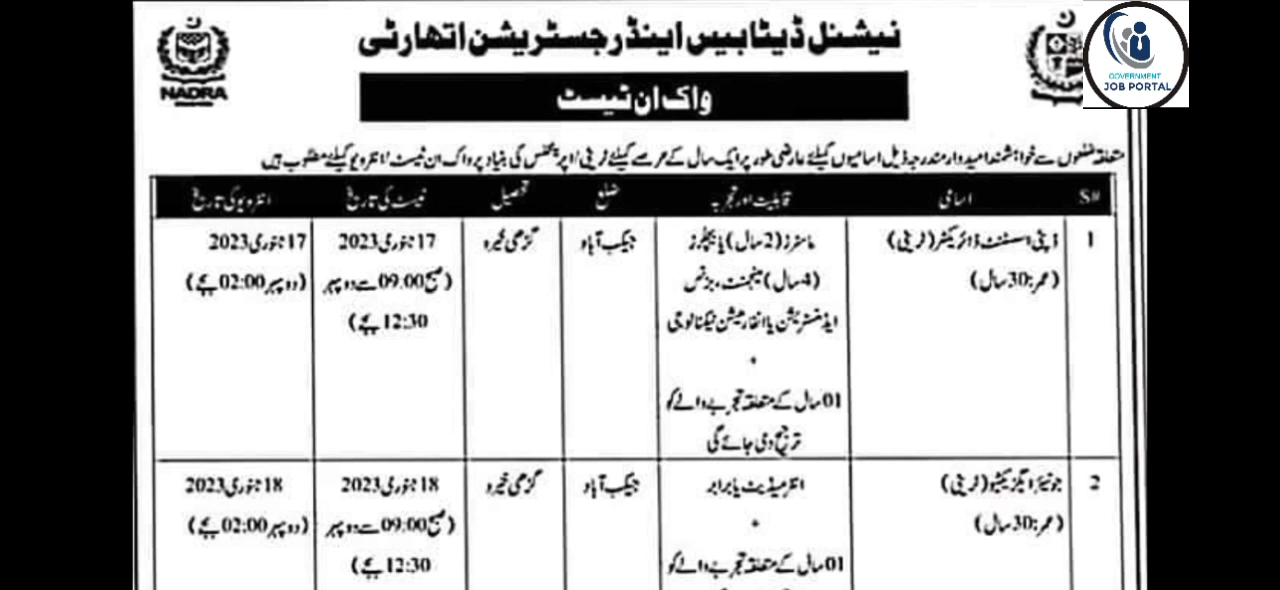 نیشنل ڈیٹابیس اینڈ رجسٹریشن اتھارٹی
NADRA
GOVERNMENT
JOB PORTAL
واک ان ٹیسٹ
متعلقہ ضلعوں سے خواہشمند امیدوار مندرجہ ذیل اسامیوں کیلئے عارضی طور پر ایک سال کے عرصے کیلئے ٹرینی/اپرینٹس کی بنیاد پر واک ان ٹیسٹ/انٹرویو کیلئے مطلوب ہیں
S# اسامی قابلیت اور تجربہ ضلع تحصیل ٹیسٹ کی تاریخ انٹرویو کی تاریخ
1 ڈپٹی اسسٹنٹ ڈائریکٹر (ٹرینی) ماسٹرز (2 سال) یا بیچلرز جیکب آباد گڑھی خیرو 17 جنوری 2023 17 جنوری 2023
(عمر: 30 سال) (4 سال) مینجمنٹ، بزنس (صبح 09:00 سے دوپہر (دوپہر 02:00 بجے)
ایڈمنسٹریشن یا انفارمیشن ٹیکنالوجی 12:30 بجے)
•
01 سال کے متعلقہ تجربے والے کو
ترجیح دی جائے گی
2 جونیئر ایگزیکٹیو (ٹرینی) انٹرمیڈیٹ یا برابر جیکب آباد گڑھی خیرو 18 جنوری 2023 18 جنوری 2023
(عمر: 30 سال) • (صبح 09:00 سے دوپہر (دوپہر 02:00 بجے)
01 سال کے متعلقہ تجربے والے کو 12:30 بجے)